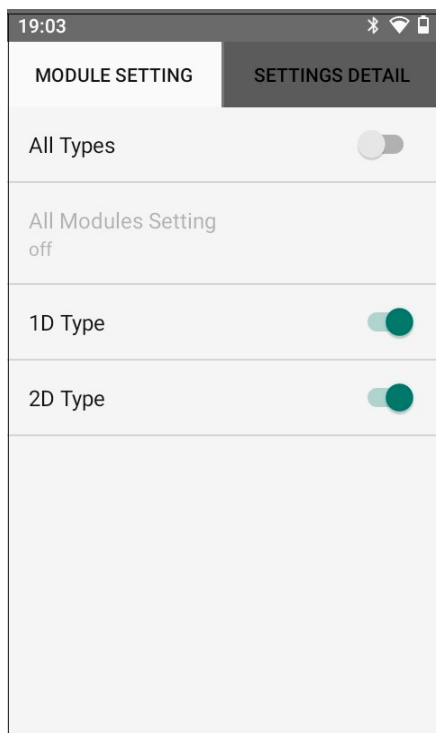 19:03
MODULE SETTING
SETTINGS DETAIL
All Types
All Modules Setting
off
1D Type
2D Type